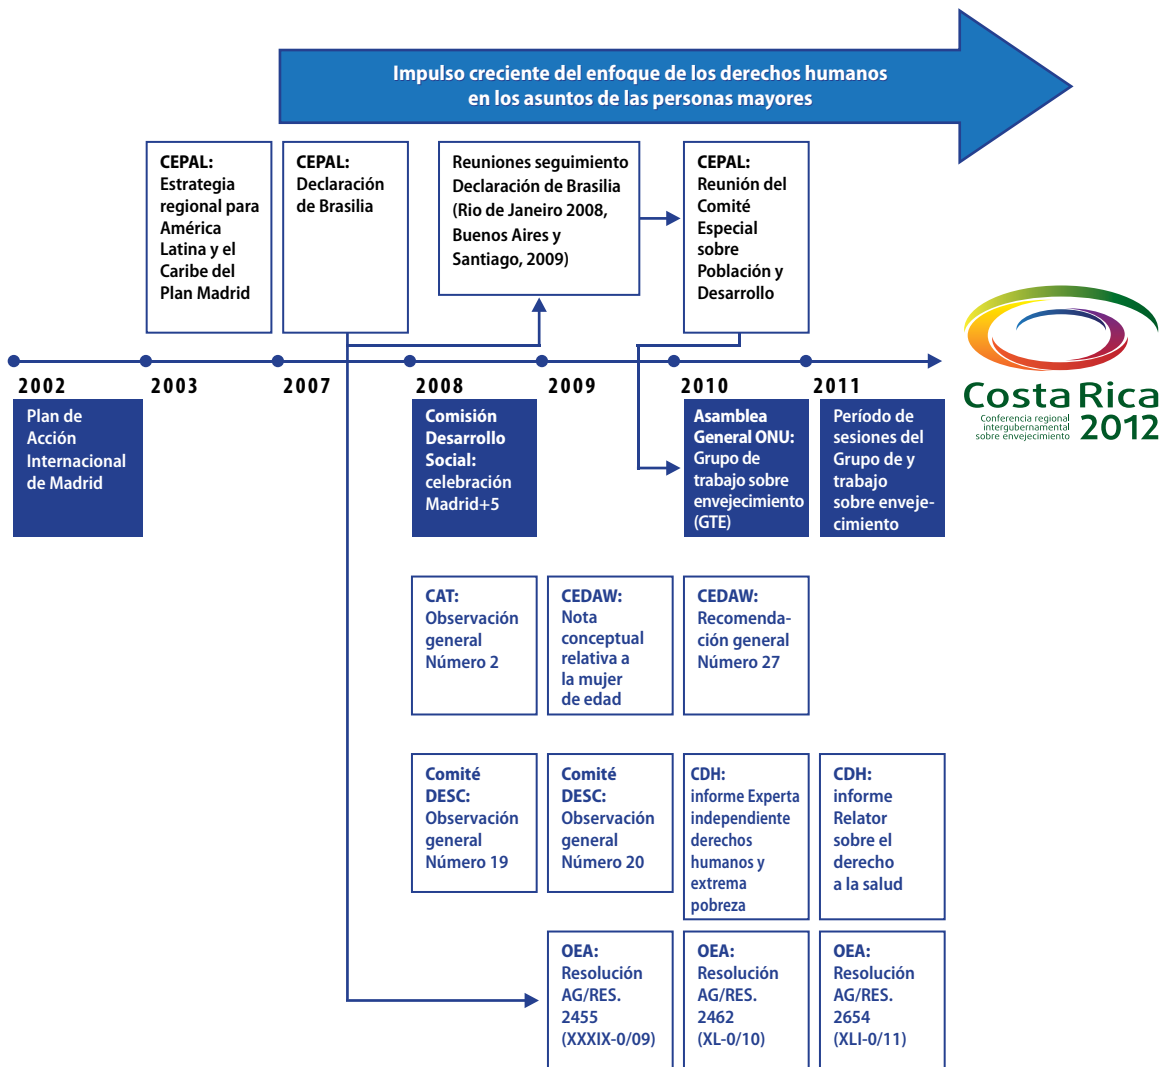 Impulso creciente del enfoque de los derechos humanos
en los asuntos de las personas mayores
CEPAL:
Estrategia
regional para
América
Latina y el
Caribe del
Plan Madrid
CEPAL:
Declaración
de Brasilia
Reuniones seguimiento
Declaración de Brasilia
(Rio de Janeiro 2008,
Buenos Aires y
Santiago, 2009)
CEPAL:
Reunión del
Comité
Especial
sobre
Población y
Desarrollo
2002
2003
2007
2008
2009
2010
2011
Costa Rica
Conferencia regional
intergubernamental
sobre envejecimiento
2012
Plan de
Acción
Internacional
de Madrid
Comisión
Desarrollo
Social:
celebración
Madrid+5
Asamblea
General ONU:
Grupo de
trabajo sobre
envejecimiento
(GTE)
Período de
sesiones del
Grupo de y
trabajo
sobre enveje-
cimiento
CAT:
Observación
general
Número 2
CEDAW:
Nota
conceptual
relativa a
la mujer
de edad
CEDAW:
Recomenda-
ción general
Número 27
Comité
DESC:
Observación
general
Número 19
Comité
DESC:
Observación
general
Número 20
CDH:
informe Experta
independiente
derechos
humanos y
extrema
pobreza
CDH:
informe
Relator
sobre el
derecho
a la salud
OEA:
Resolución
AG/RES.
2455
(XXXIX-0/09)
OEA:
Resolución
AG/RES.
2462
(XL-0/10)
OEA:
Resolución
AG/RES.
2654
(XLI-0/11)